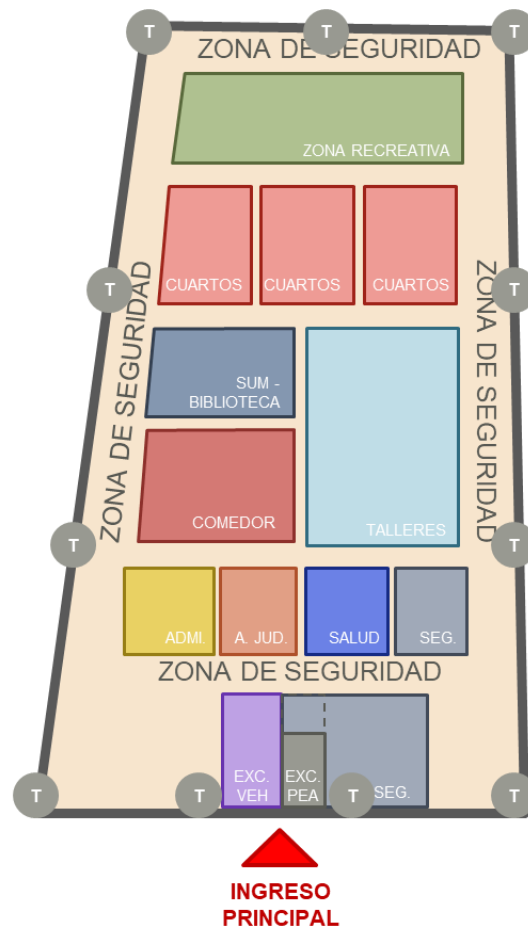 T
T
T
ZONA DE SEGURIDAD
ZONA RECREATIVA
ZONA DE SEGURIDAD
ZONA DE SEGURIDAD
T
T
CUARTOS
CUARTOS
CUARTOS
SUM -
BIBLIOTECA
COMEDOR
TALLERES
T
T
ADMI.
A. JUD.
SALUD
SEG.
ZONA DE SEGURIDAD
EXC.
VEH
EXC.
PEA
SEG.
T
T
T
T
INGRESO
PRINCIPAL